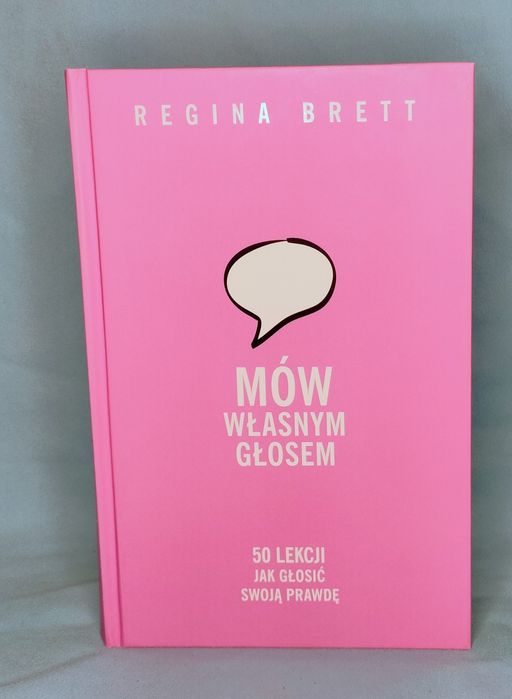 REGINA BRETT
MÓW
WŁASNYM
GŁOSEM
50 LEKCJI
JAK GŁOSIĆ
SWOJĄ PRAWDĘ